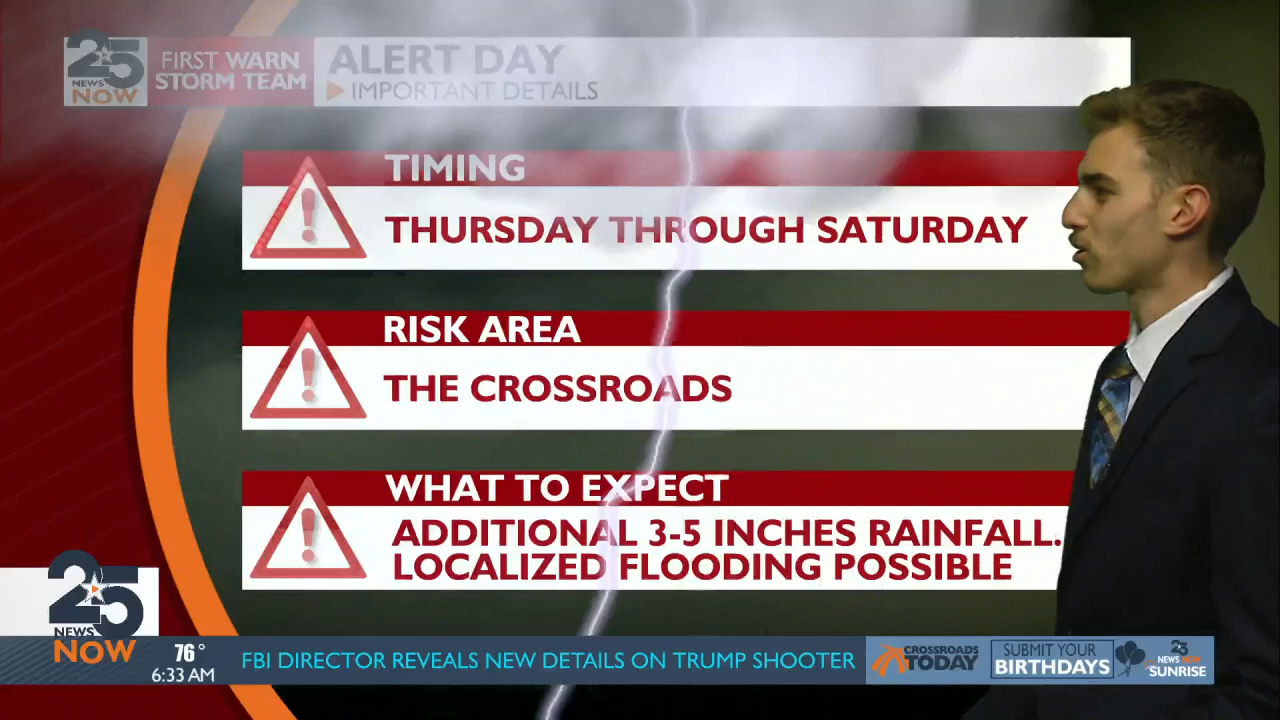 25
NEWS
NOW
FIRST WARN
STORM TEAM
ALERT DAY
IMPORTANT DETAILS
TIMING
THURSDAY THROUGH SATURDAY
RISK AREA
THE CROSSROADS
WHAT TO EXPECT
ADDITIONAL 3-5 INCHES RAINFALL.
LOCALIZED FLOODING POSSIBLE
25
NEWS
NOW
76°
6:33 AM
FBI DIRECTOR REVEALS NEW DETAILS ON TRUMP SHOOTER
CROSSROADS
TODAY
SUBMIT YOUR
BIRTHDAYS
25
NEWS NOW
SUNRISE